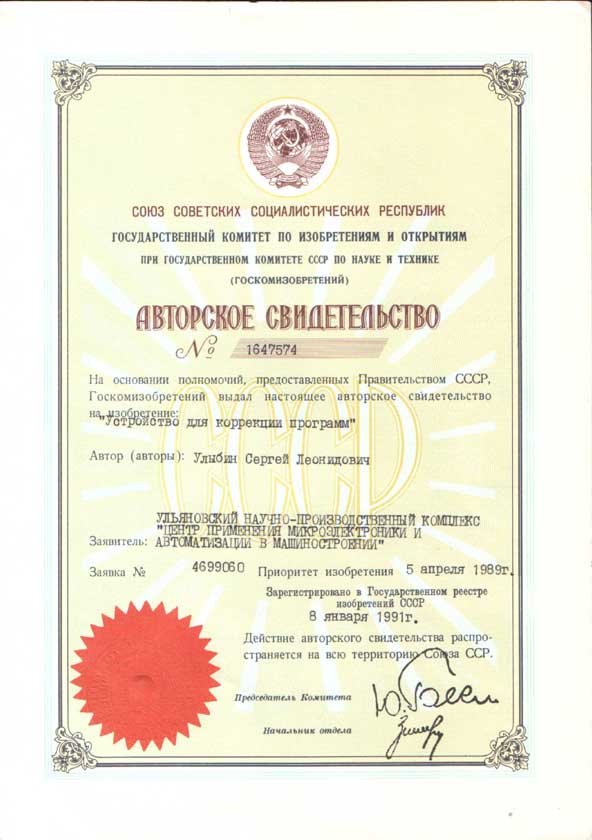 СОЮЗ СОВЕТСКИХ СОЦИАЛИСТИЧЕСКИХ РЕСПУБЛИК
ГОСУДАРСТВЕННЫЙ КОМИТЕТ ПО ИЗОБРЕТЕНИЯМ И ОТКРЫТИЯМ
ПРИ ГОСУДАРСТВЕННОМ КОМИТЕТЕ СССР ПО НАУКЕ И ТЕХНИКЕ
(ГОСКОМИЗОБРЕТЕНИЙ)
АВТОРСКОЕ СВИДЕТЕЛЬСТВО
№ 1647574
СССР
На основании полномочий, предоставленных Правительством СССР,
Госкомизобретений выдал настоящее авторское свидетельство
на изобретение:
"Устройство для коррекции программ"
Автор (авторы): Улыбин Сергей Леонидович
УЛЬЯНОВСКИЙ НАУЧНО-ПРОИЗВОДСТВЕННЫЙ КОМПЛЕКС
"ЦЕНТР ПРИМЕНЕНИЯ МИКРОЭЛЕКТРОНИКИ И
Заявитель: АВТОМАТИЗАЦИИ В МАШИНОСТРОЕНИИ"
Заявка № 4699060 Приоритет изобретения 5 апреля 1989г.
Зарегистрировано в Государственном реестре
изобретений СССР
8 января 1991г.
Действие авторского свидетельства распро-
страняется на всю территорию Союза ССР.
Председатель Комитета
Начальник отдела